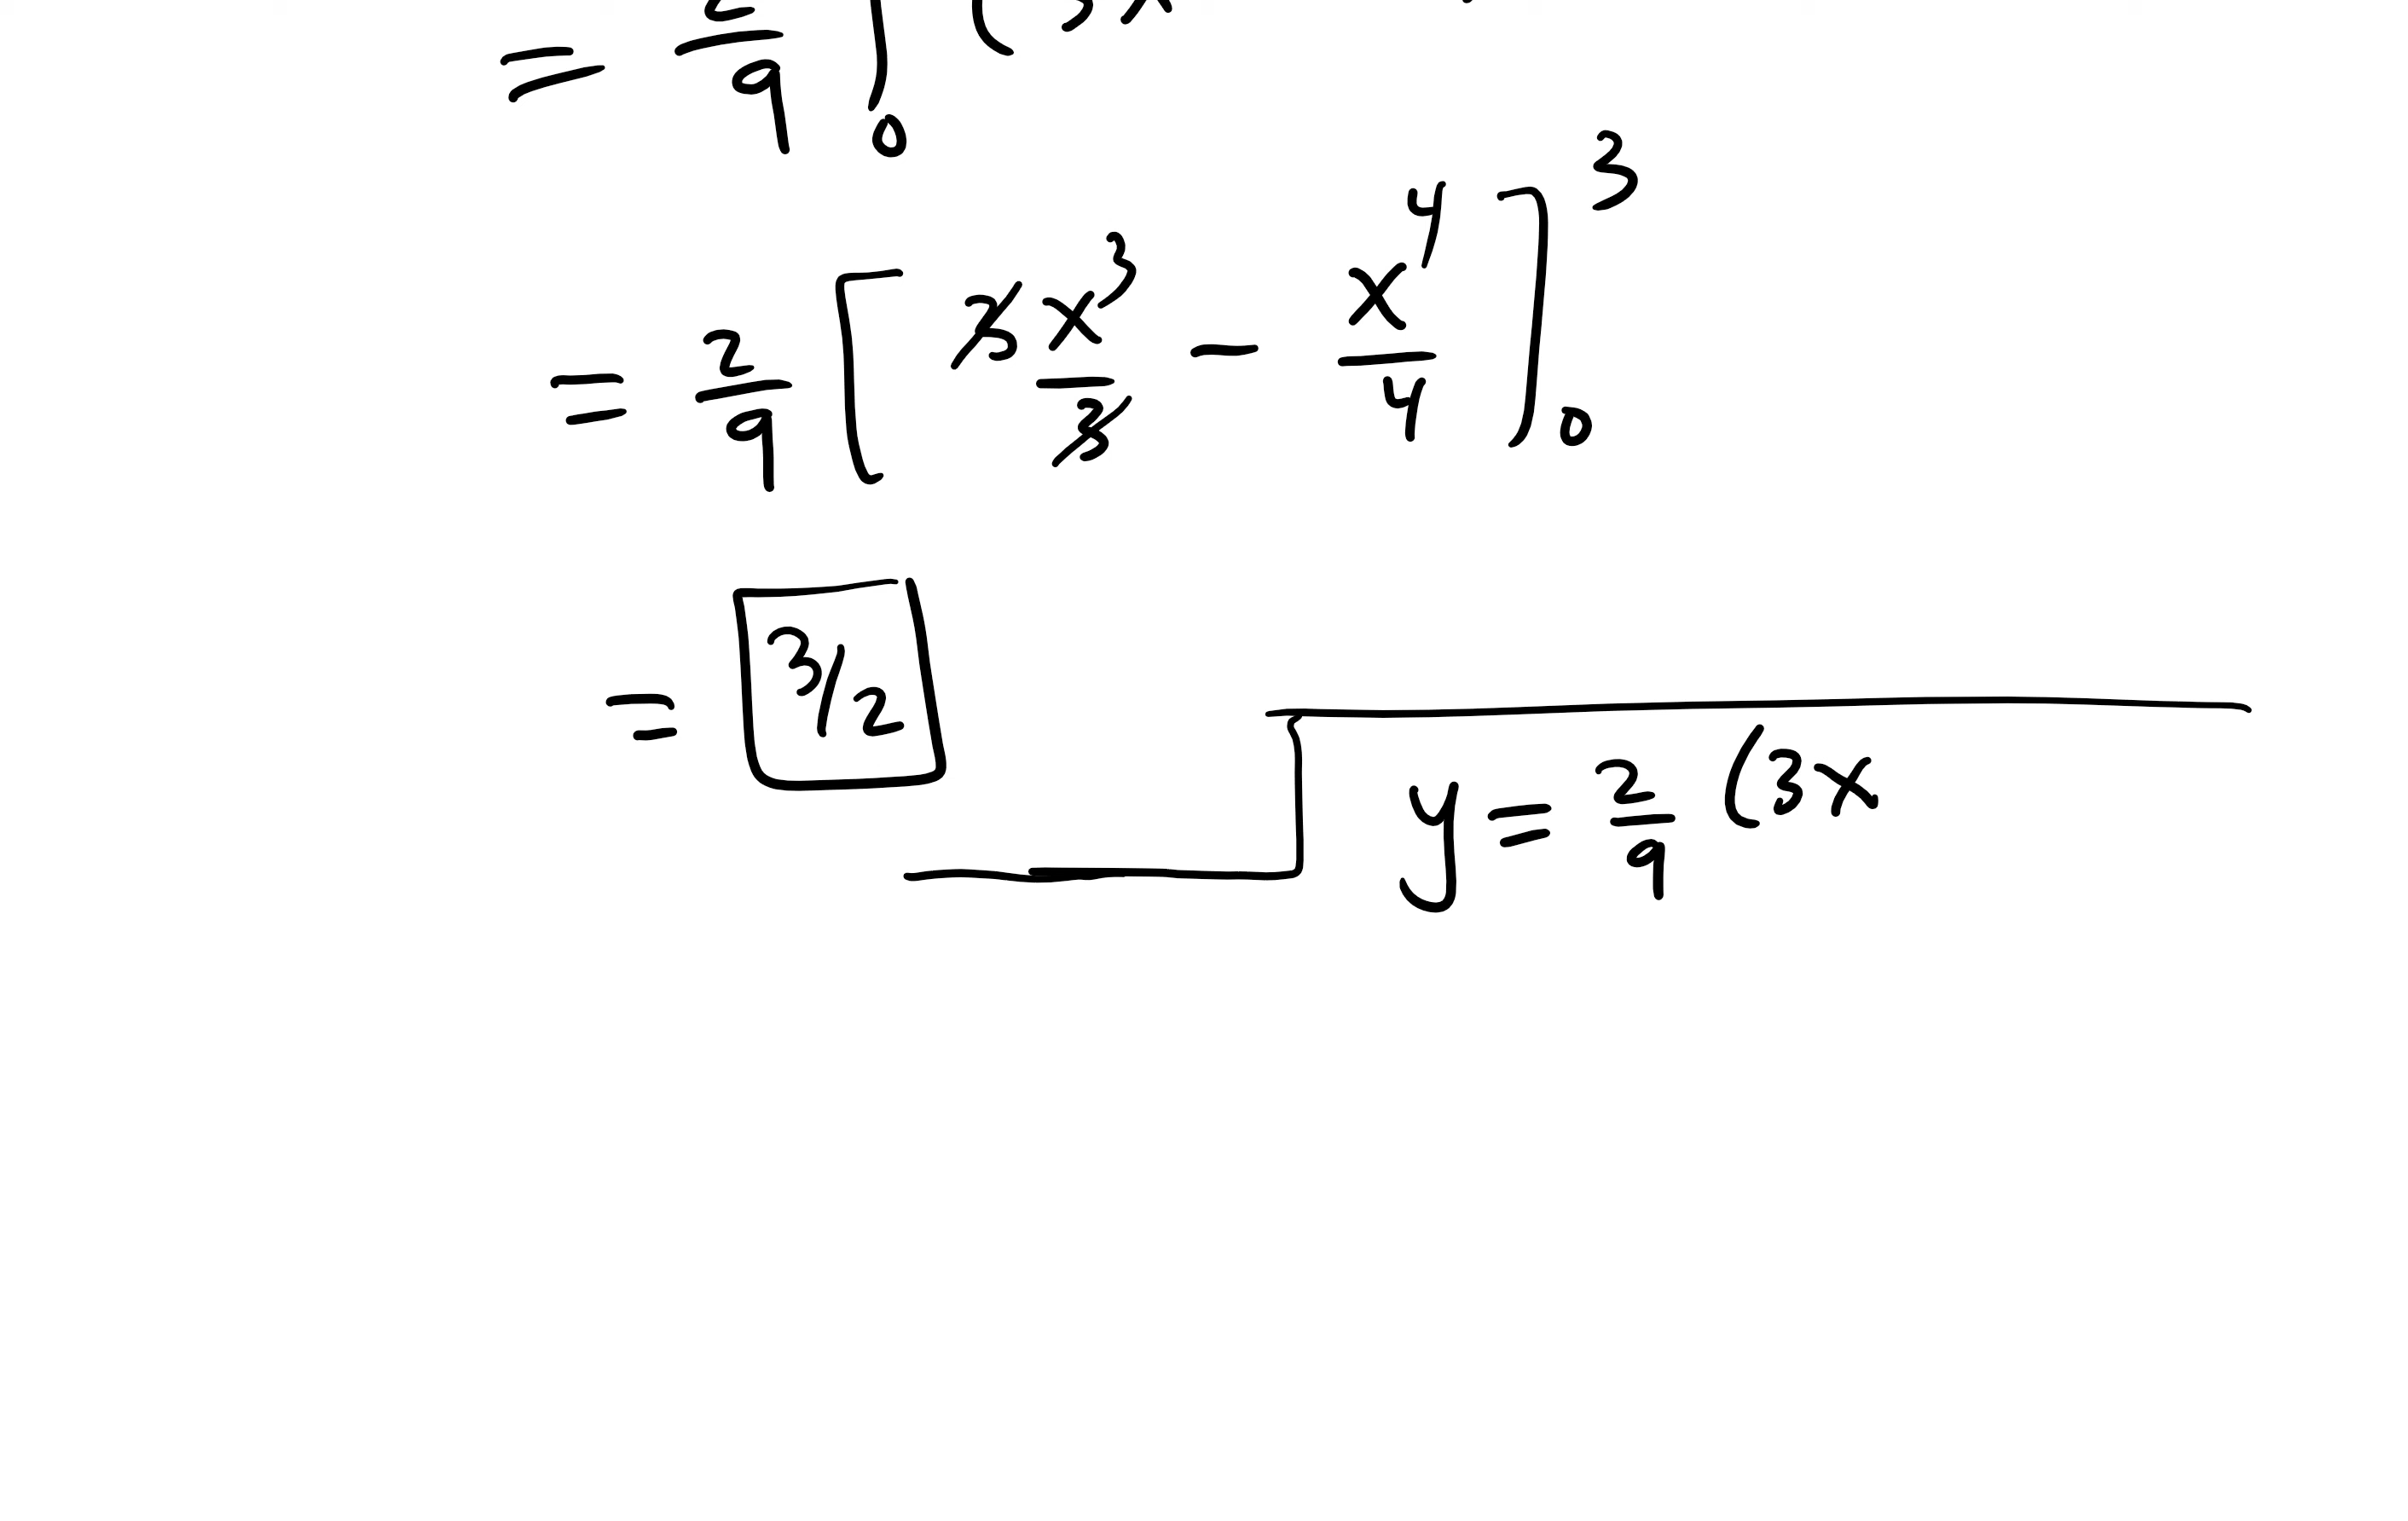 = 2/9 ∫₀ (3x
= 2/9 [ 3x³/3 - x⁴/4 ]₀³
= 3/2
y = 2/9 (3x